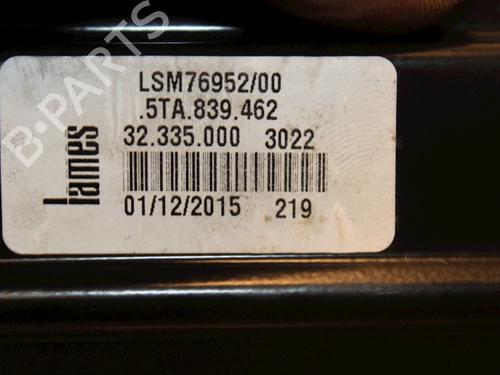 B-PARTS
LSM76952/00
.5TA.839.462
32.335.000 3022
01/12/2015 219
lames